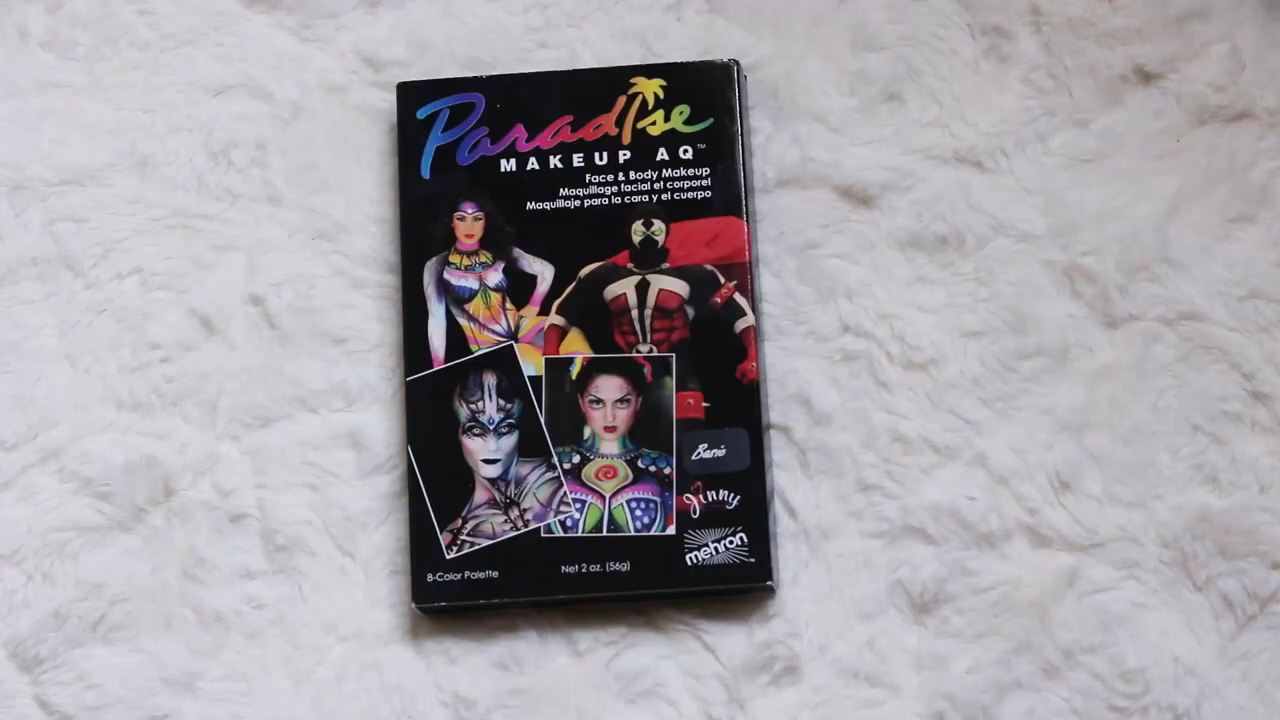 Paradise
MAKEUP AQ™
Face & Body Makeup
Maquillage facial et corporel
Maquillaje para la cara y el cuerpo
Basic
Jinny
mehron™
8-Color Palette
Net 2 oz. (56g)